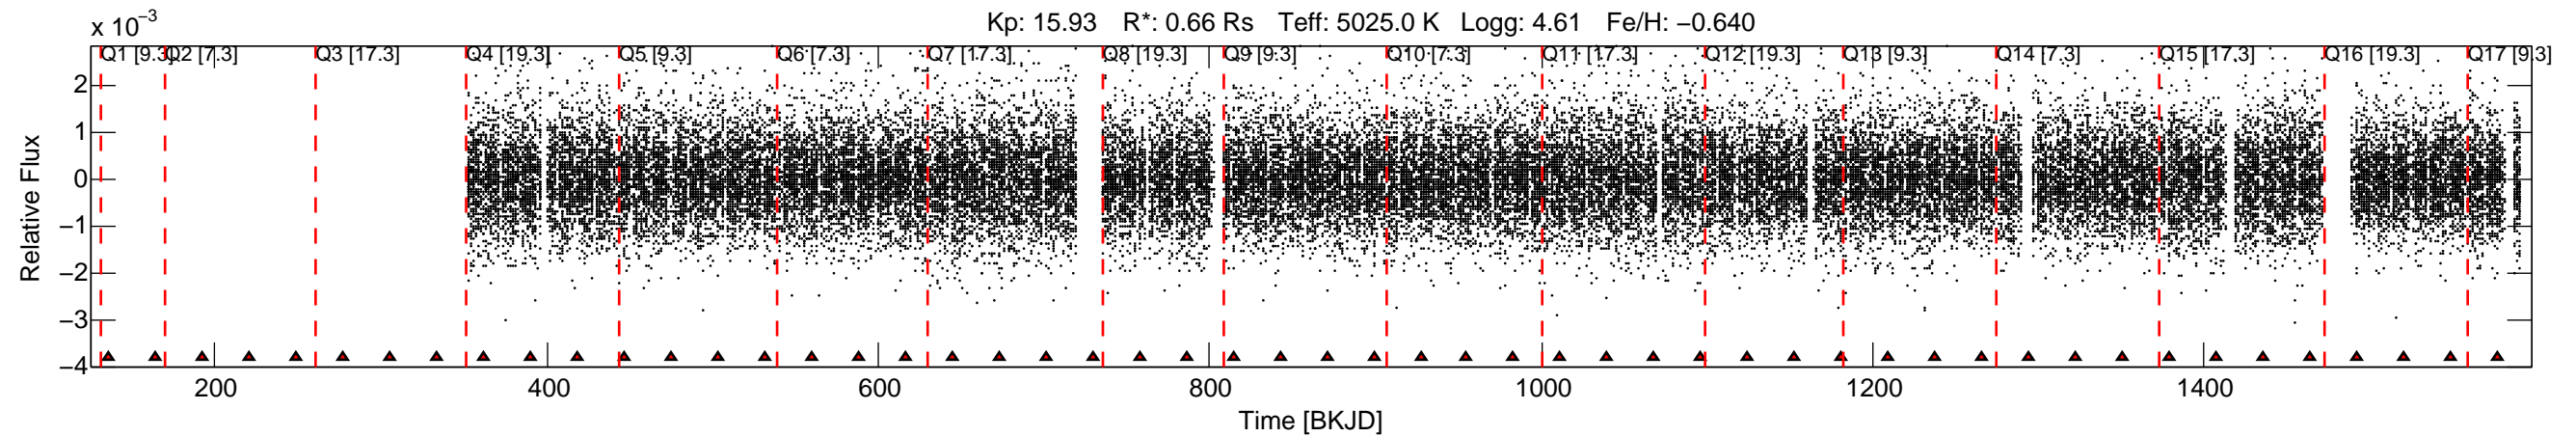 Kp: 15.93 R*: 0.66 Rs Teff: 5025.0 K Logg: 4.61 Fe/H: −0.640
x 10−3
Q1 [9.3] Q2 [7.3] Q3 [17.3] Q4 [19.3] Q5 [9.3] Q6 [7.3] Q7 [17.3] Q8 [19.3] Q9 [9.3] Q10 [7.3] Q11 [17.3] Q12 [19.3] Q13 [9.3] Q14 [7.3] Q15 [17.3] Q16 [19.3] Q17 [9.3]
2
1
0
−1
−2
−3
−4
Relative Flux
200 400 600 800 1000 1200 1400
Time [BKJD]